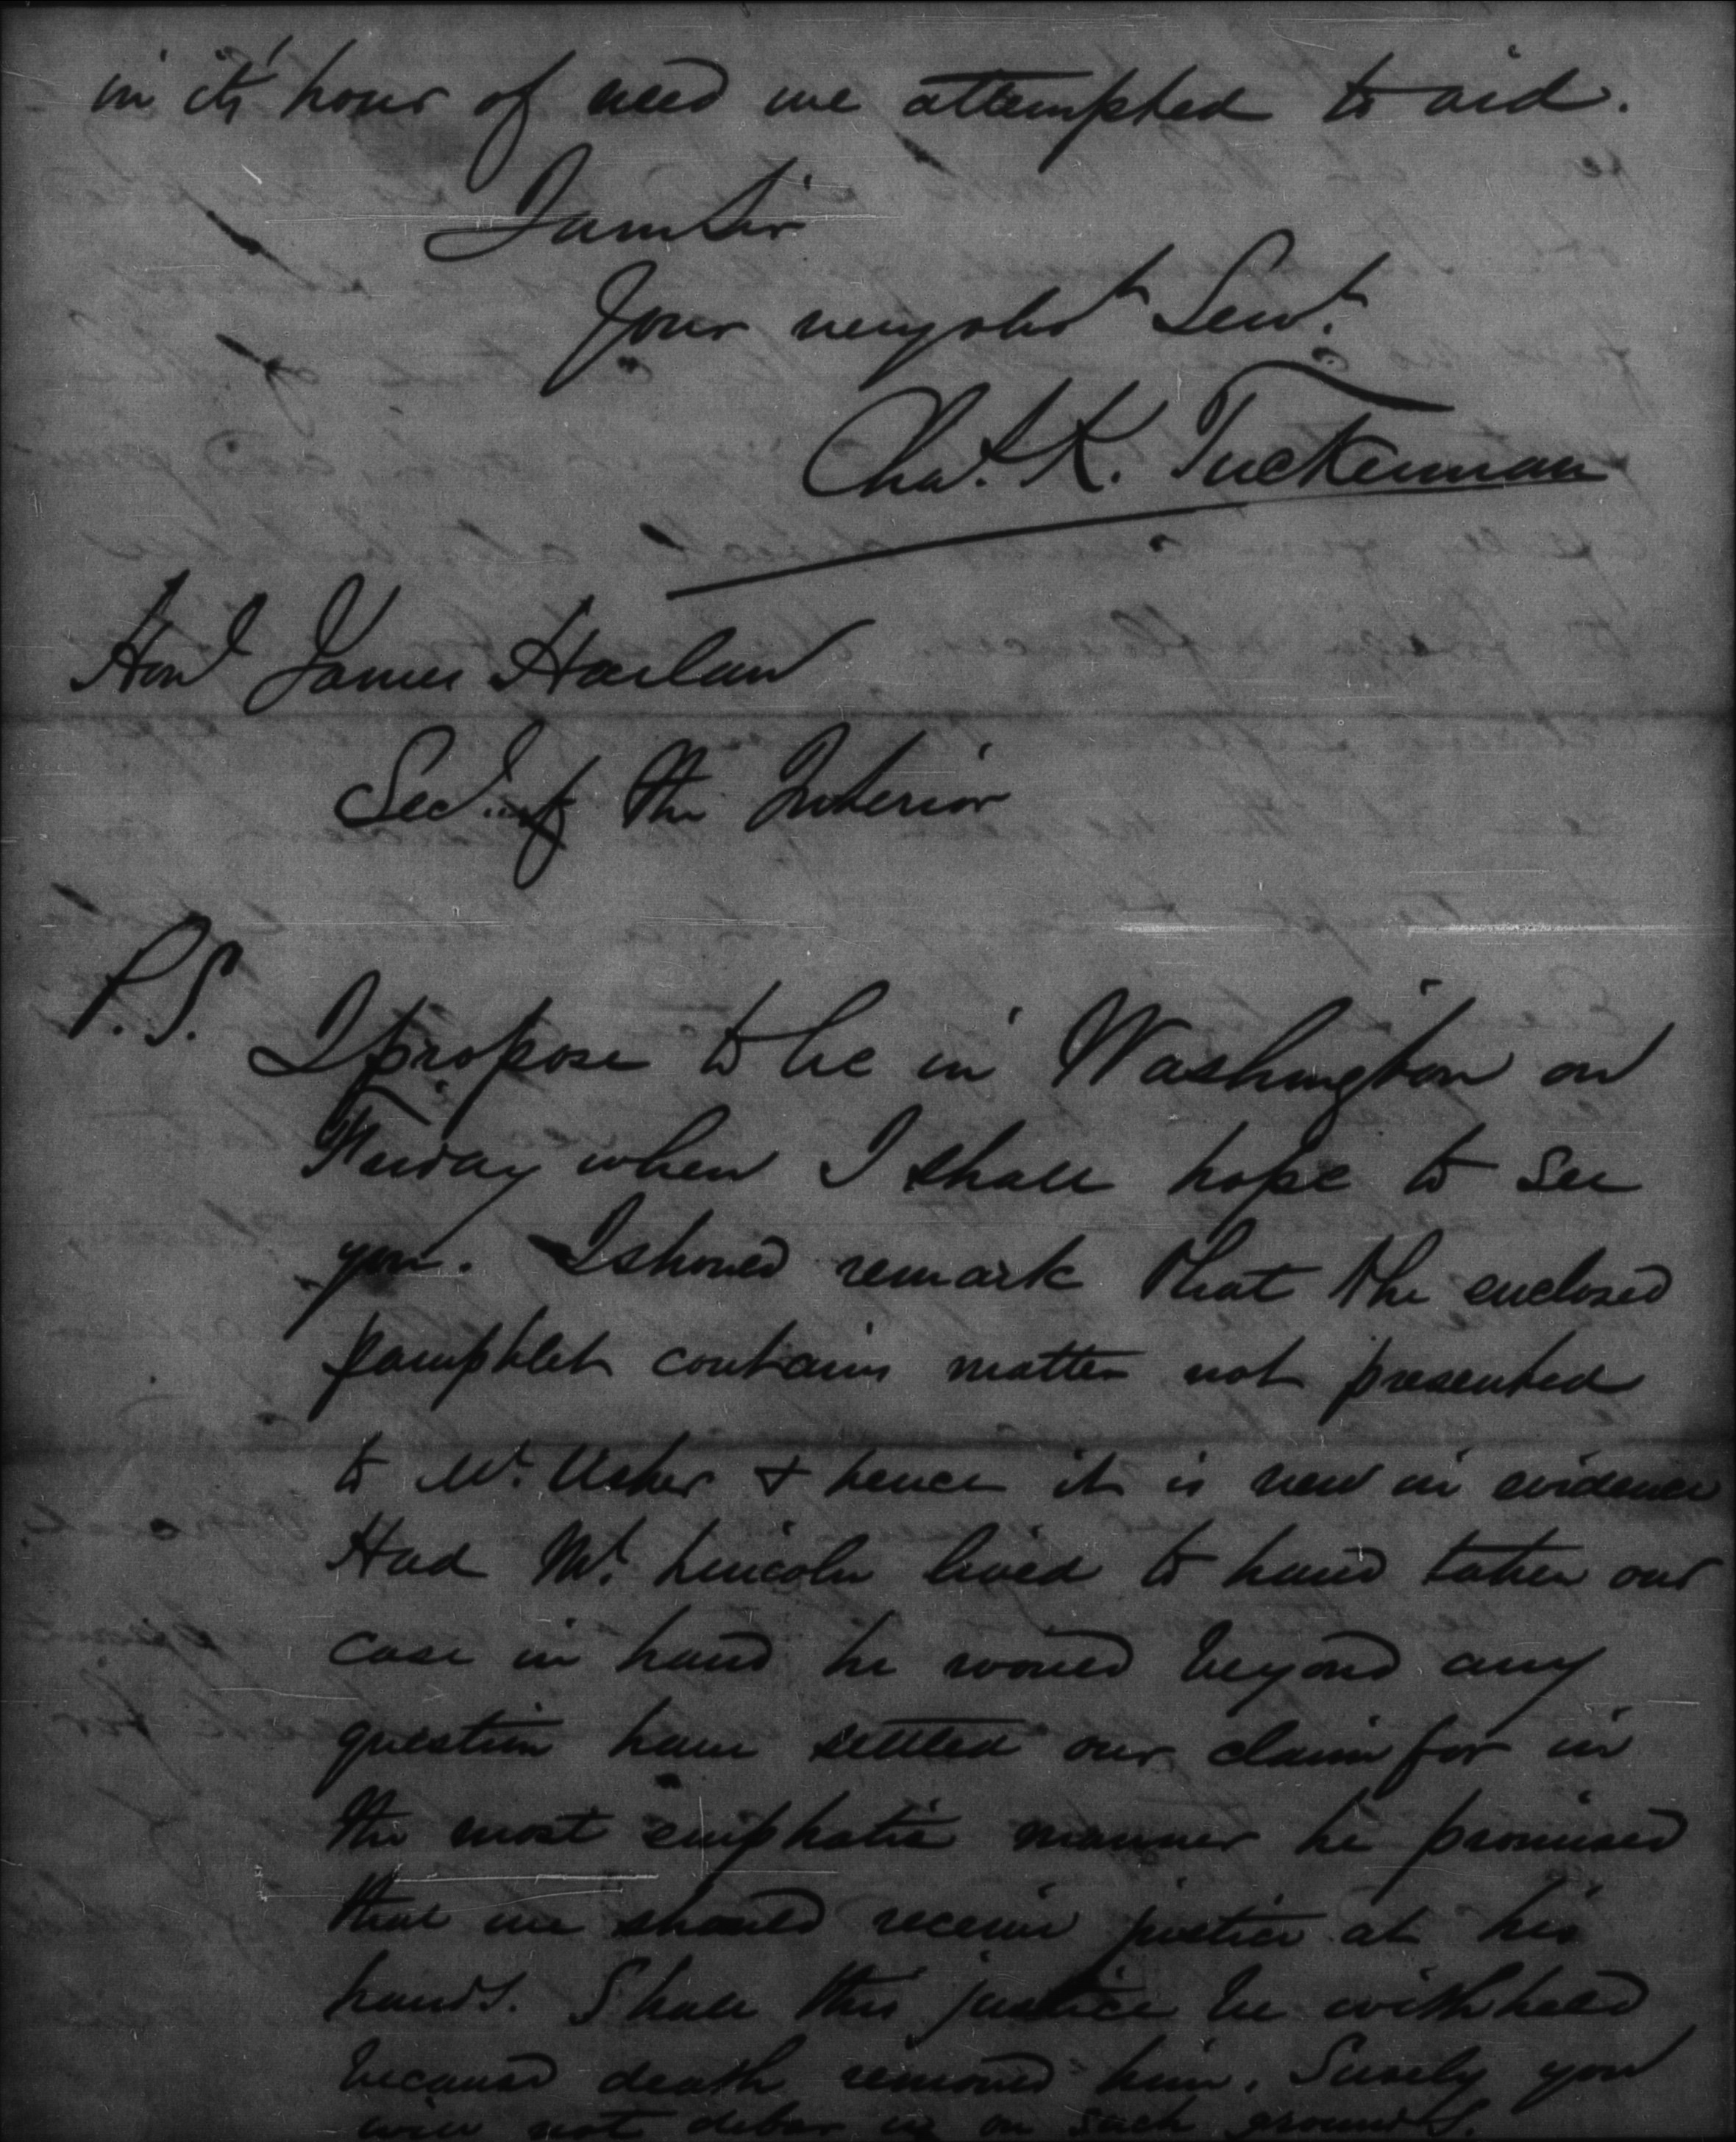 in its' hour of need we attempted to aid.
I am Sir
Your very obt Servt.
Chas. K. Tuckerman
Honl James Harlan
Secy of the Interior
P.S.
I propose to be in Washington on
when I shall hope to see
you. I should remark that the enclosed
pamphlet contains matter not presented
to Mr. Usher & hence it is new in evidence
Had Mr. Lincoln lived to have taken our
case in hand he would beyond any
question have settled our claim for in
the most emphatic manner he promised
that we should receive justice at his
hands. Shall this justice be withheld
because death removed him. Surely you
will not debar us on such grounds.